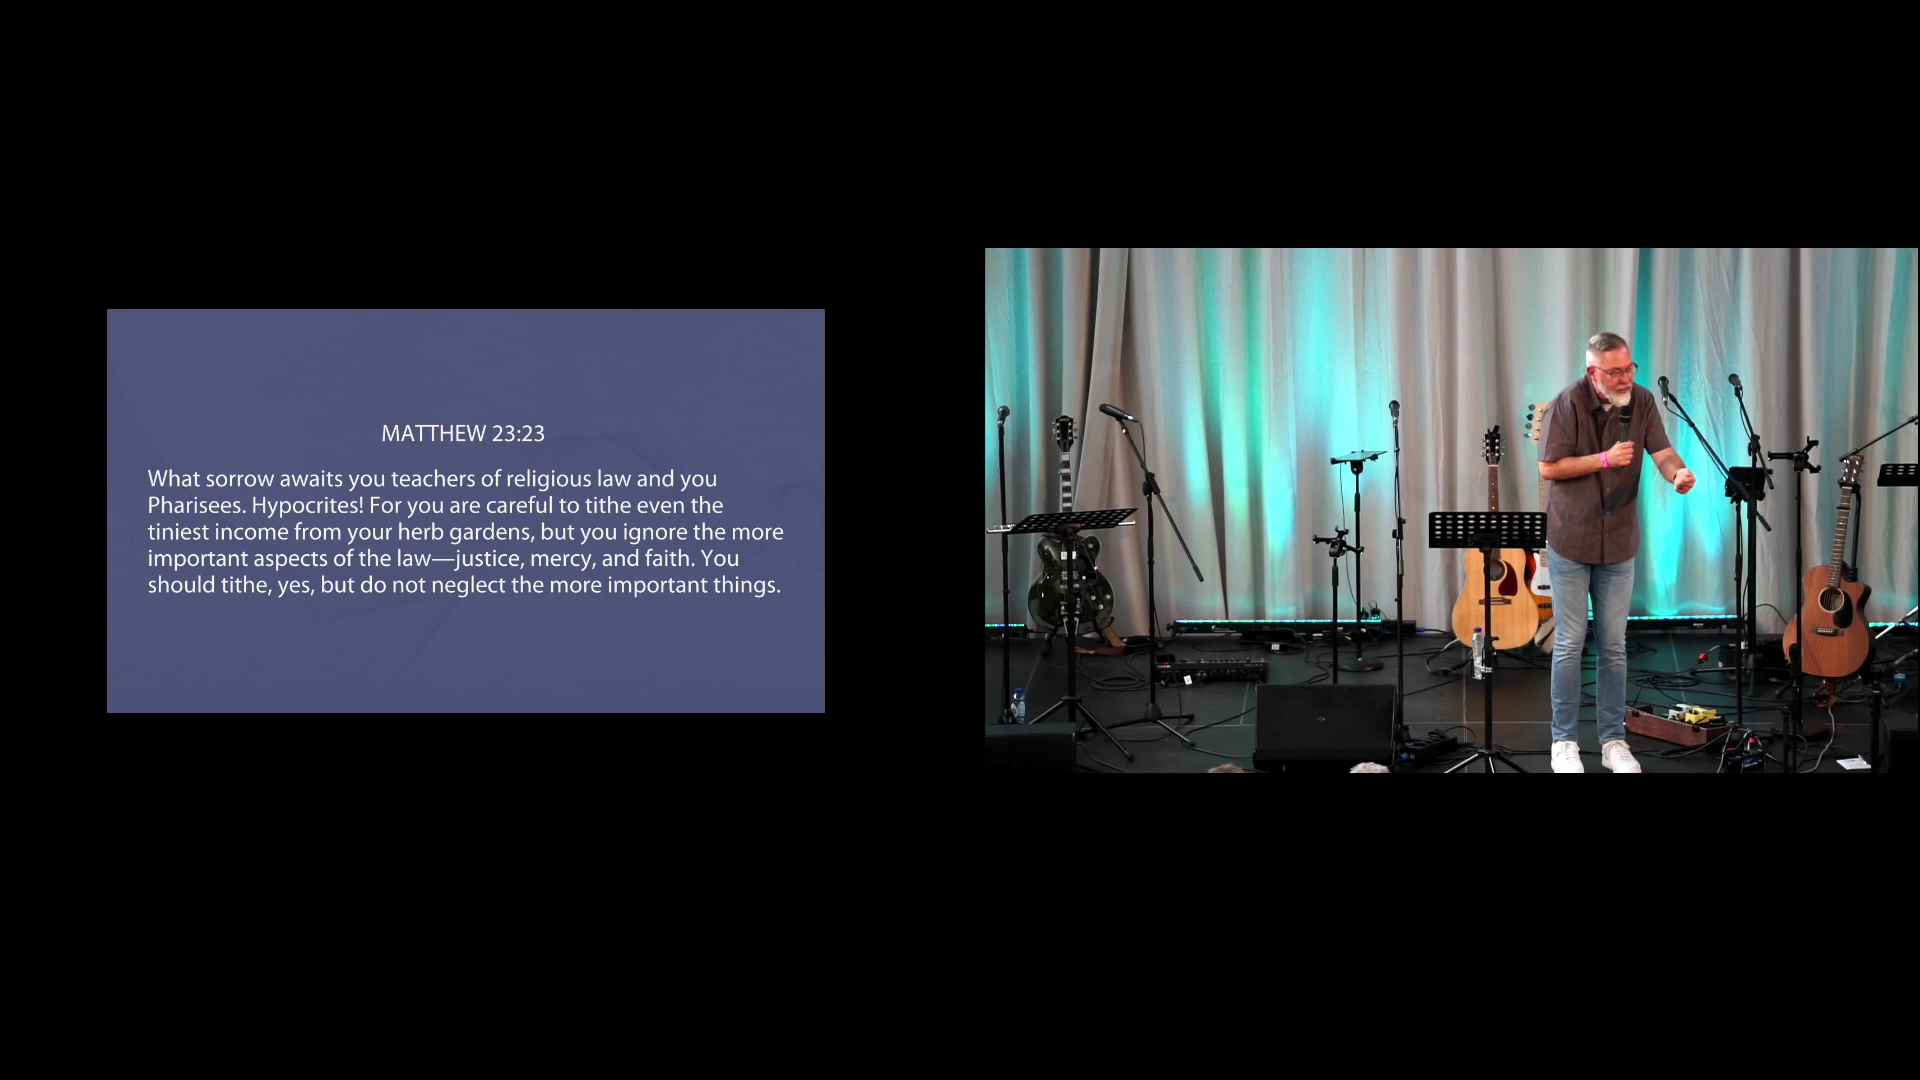 MATTHEW 23:23
What sorrow awaits you teachers of religious law and you
Pharisees. Hypocrites! For you are careful to tithe even the
tiniest income from your herb gardens, but you ignore the more
important aspects of the law—justice, mercy, and faith. You
should tithe, yes, but do not neglect the more important things.